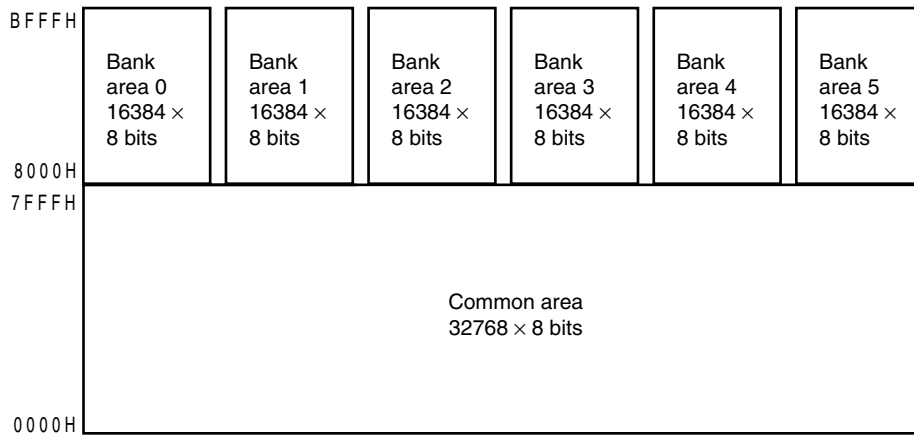 BFFFH
Bank
area 0
16384 ×
8 bits
Bank
area 1
16384 ×
8 bits
Bank
area 2
16384 ×
8 bits
Bank
area 3
16384 ×
8 bits
Bank
area 4
16384 ×
8 bits
Bank
area 5
16384 ×
8 bits
8000H
7FFFH
Common area
32768 × 8 bits
0000H